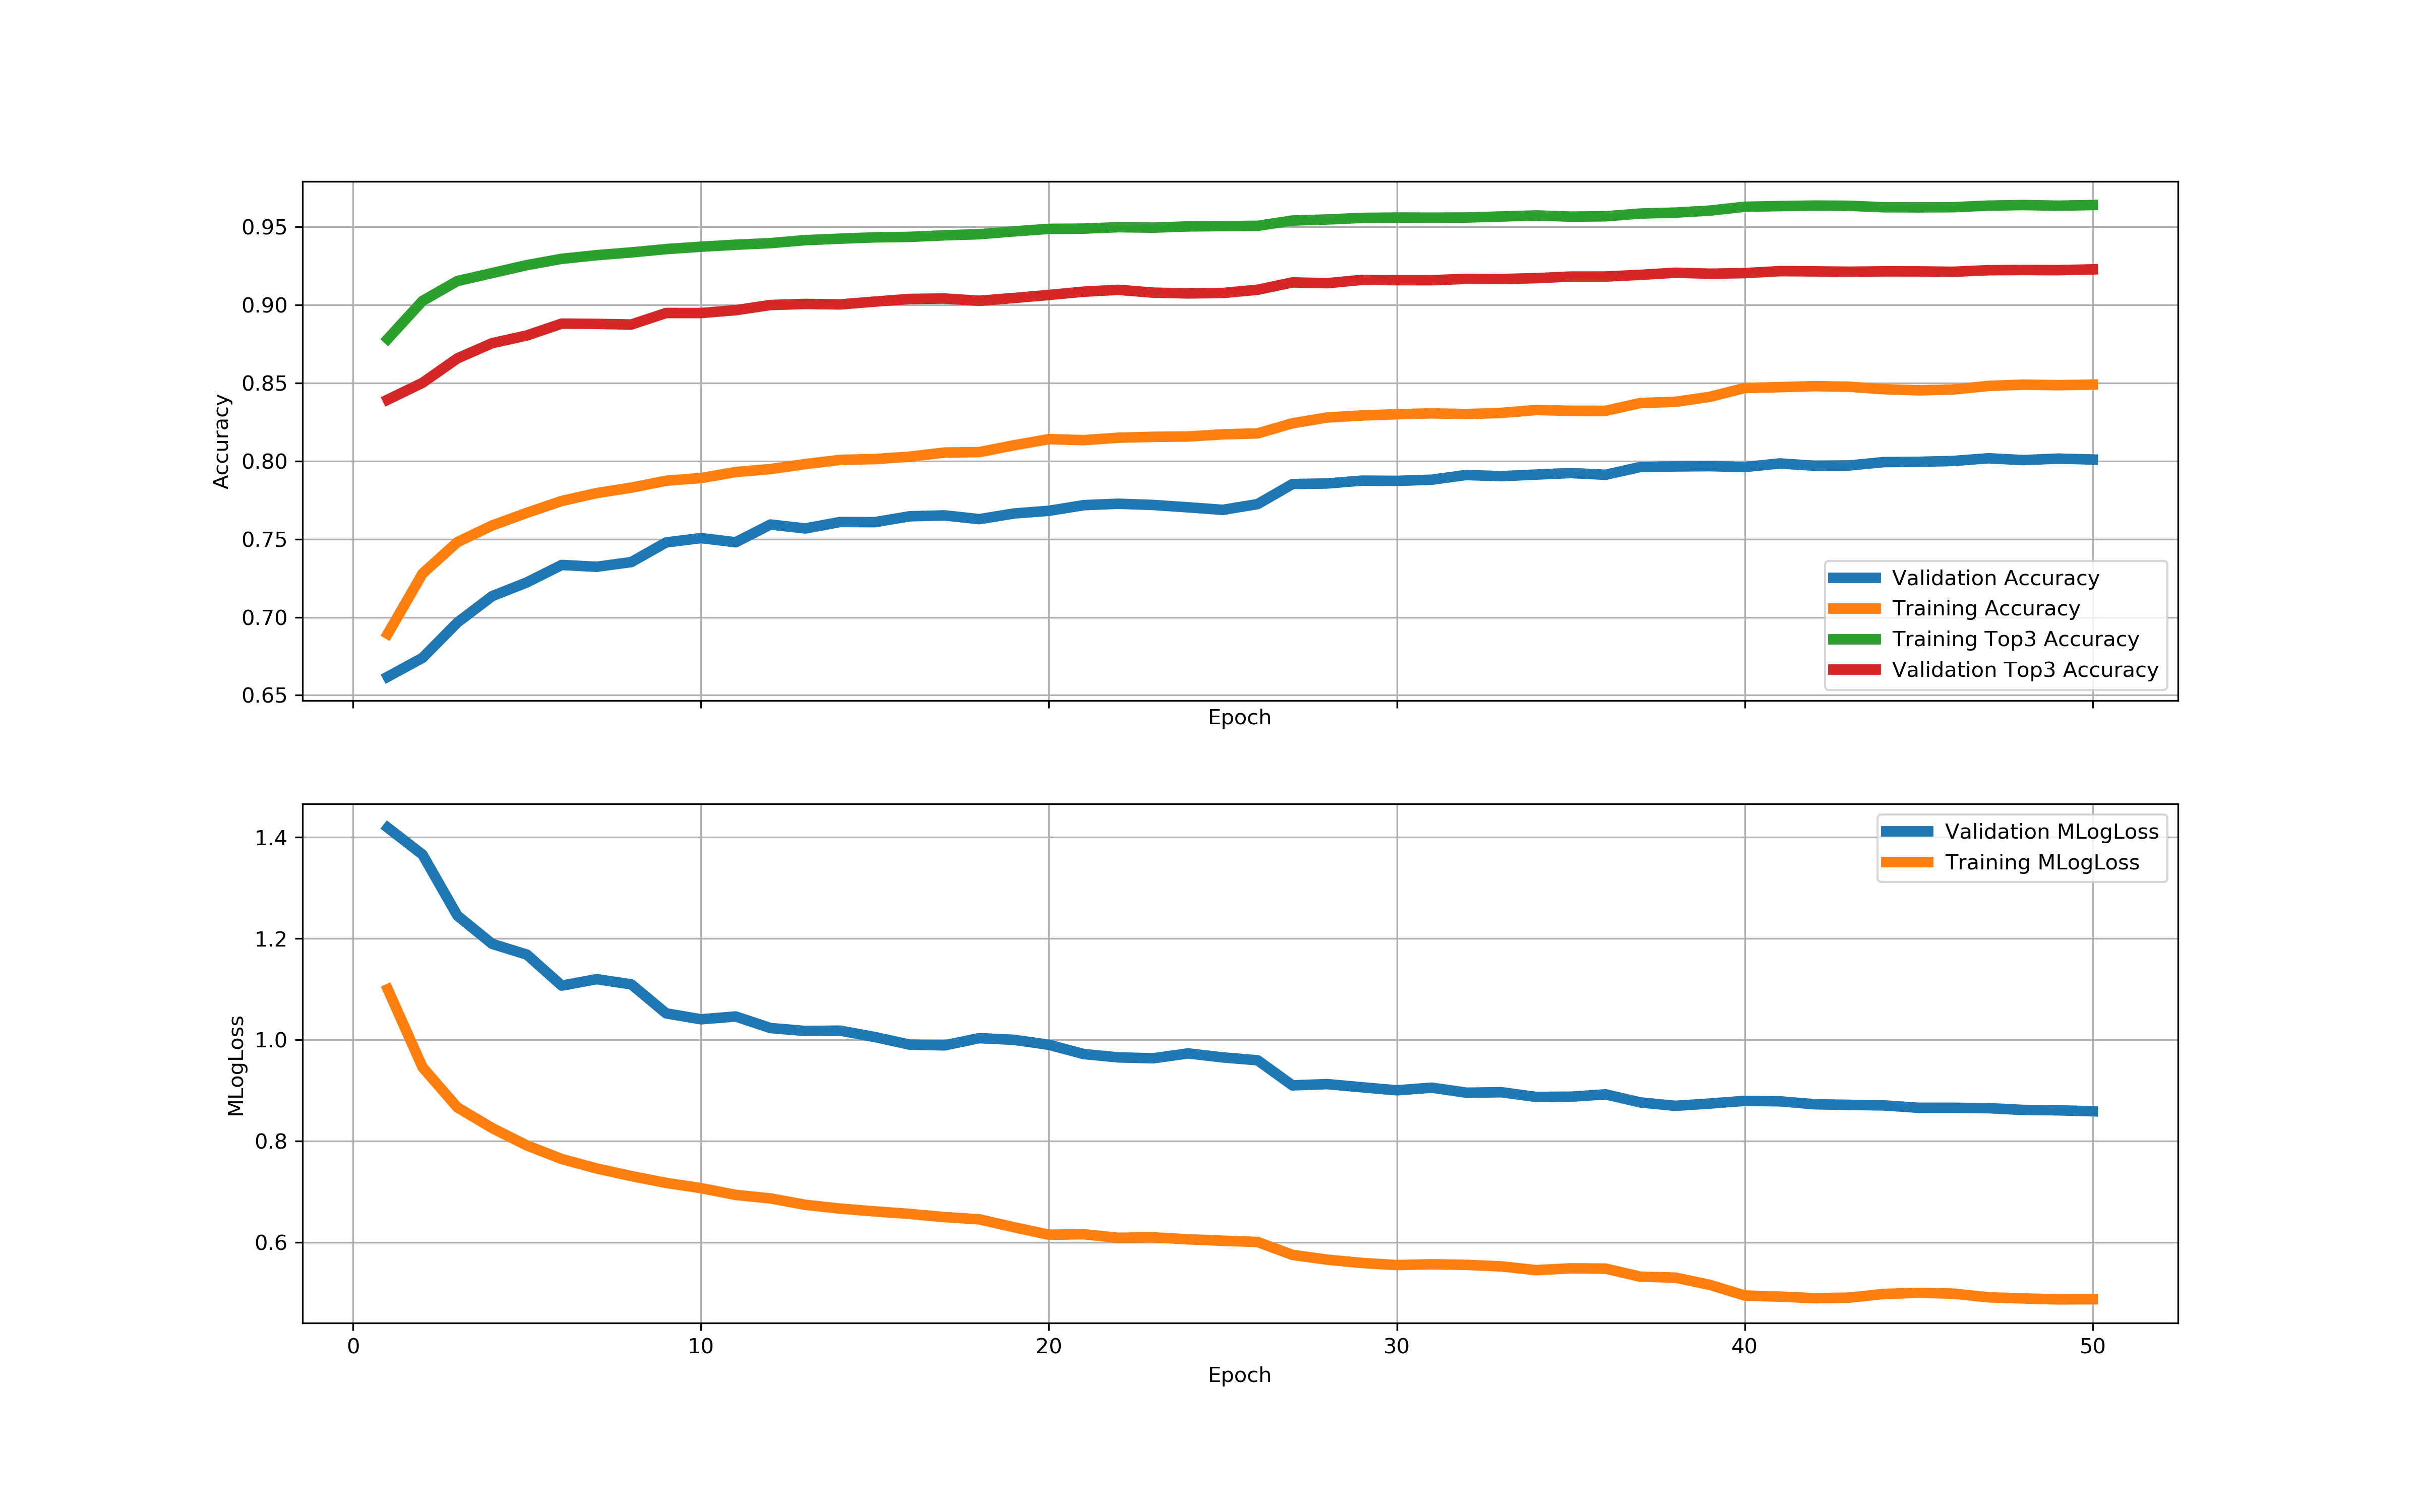 0.95
0.90
0.85
0.80
0.75
0.70
0.65
Accuracy
Validation Accuracy
Training Accuracy
Training Top3 Accuracy
Validation Top3 Accuracy
Epoch
1.4
1.2
1.0
0.8
0.6
MLogLoss
Validation MLogLoss
Training MLogLoss
0 10 20 30 40 50
Epoch